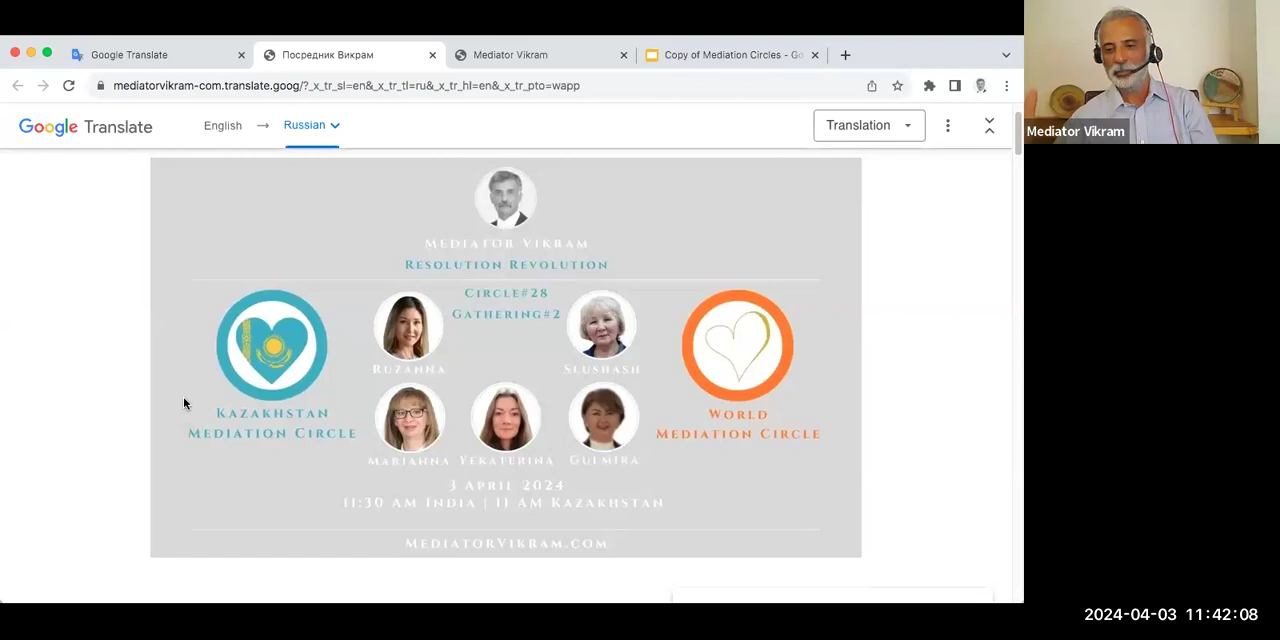 Google Translate
Посредник Викрам
Mediator Vikram
Copy of Mediation Circles - Go
mediatorvikram-com.translate.goog/?_x_tr_sl=en&_x_tr_tl=ru&_x_tr_hl=en&_x_tr_pto=wapp
Google Translate
English → Russian
Translation
Mediator Vikram
MEDIATOR VIKRAM
RESOLUTION REVOLUTION
CIRCLE#28
GATHERING#2
RUZANNA
SLUSHASH
KAZAKHSTAN
MEDIATION CIRCLE
WORLD
MEDIATION CIRCLE
MARIANNA
YEKATERINA
GULMIRA
3 APRIL 2024
11:30 AM INDIA | 11 AM KAZAKHSTAN
MEDIATORVIKRAM.COM
2024-04-03 11:42:08